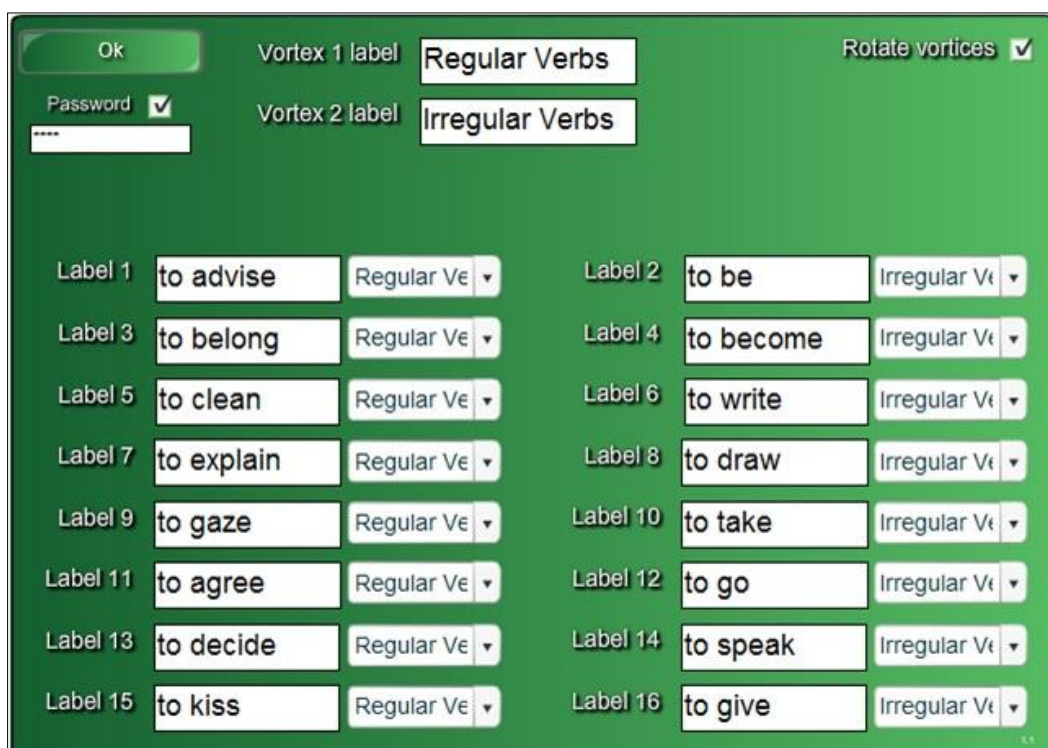 Ok Vortex 1 label Regular Verbs Rotate vortices
Password Vortex 2 label Irregular Verbs
****
Label 1 to advise Regular Ve Label 2 to be Irregular Ve
Label 3 to belong Regular Ve Label 4 to become Irregular Ve
Label 5 to clean Regular Ve Label 6 to write Irregular Ve
Label 7 to explain Regular Ve Label 8 to draw Irregular Ve
Label 9 to gaze Regular Ve Label 10 to take Irregular Ve
Label 11 to agree Regular Ve Label 12 to go Irregular Ve
Label 13 to decide Regular Ve Label 14 to speak Irregular Ve
Label 15 to kiss Regular Ve Label 16 to give Irregular Ve